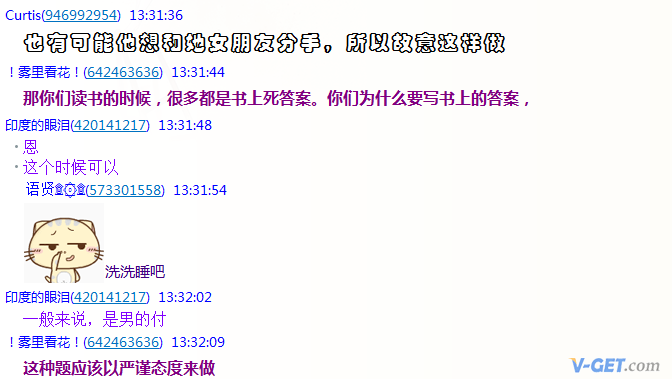 Curtis(946992954) 13:31:36
也有可能他想和她女朋友分手，所以故意这样做
！雾里看花！(642463636) 13:31:44
那你们读书的时候，很多都是书上死答案。你们为什么要写书上的答案，
印度的眼泪(420141217) 13:31:48
恩
这个时候可以
语贤۩۞۩(573301558) 13:31:54
洗洗睡吧
印度的眼泪(420141217) 13:32:02
一般来说，是男的付
！雾里看花！(642463636) 13:32:09
这种题应该以严谨态度来做
V-GET.com